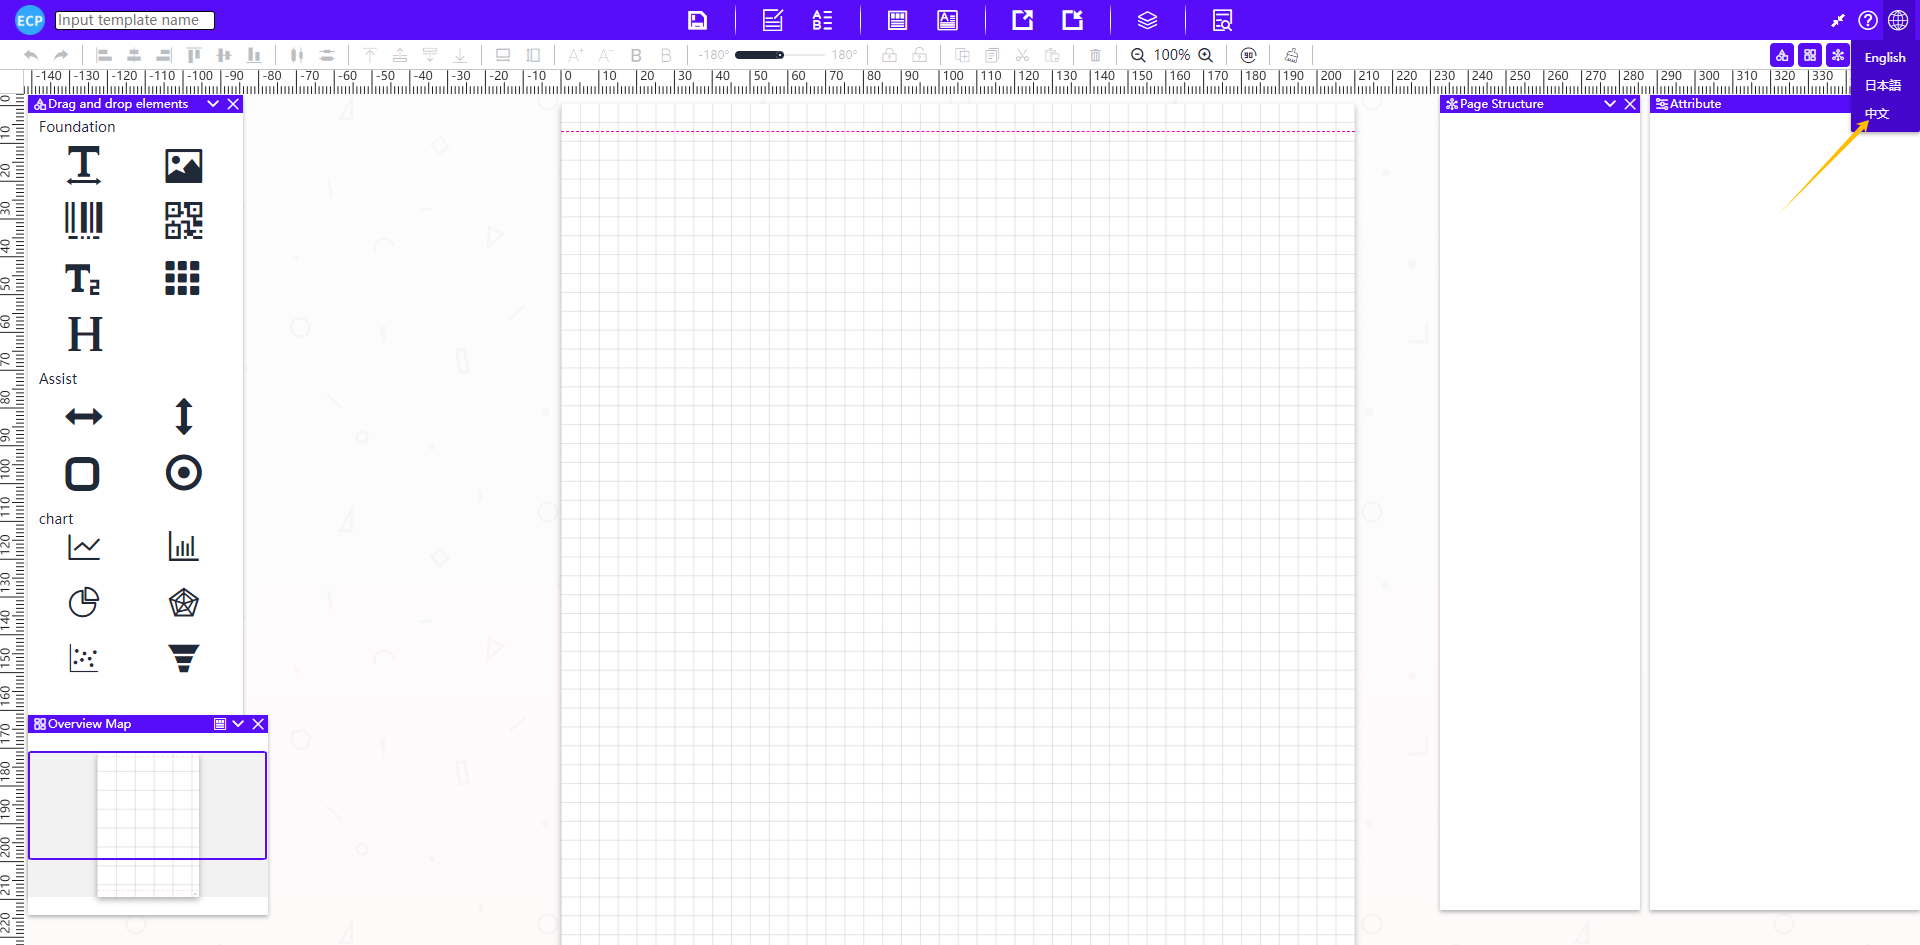 ECP
Input template name
A
B
A
-180°
180°
A+
A-
B
B
100%
90
English
日本語
中文
-140 -130 -120 -110 -100 -90 -80 -70 -60 -50 -40 -30 -20 -10 0 10 20 30 40 50 60 70 80 90 100 110 120 130 140 150 160 170 180 190 200 210 220 230 240 250 260 270 280 290 300 310 320 330
0 10 20 30 40 50 60 70 80 90 100 110 120 130 140 150 160 170 180 190 200 210 220
Drag and drop elements
Foundation
T
T2
H
Assist
chart
Overview Map
Page Structure
Attribute